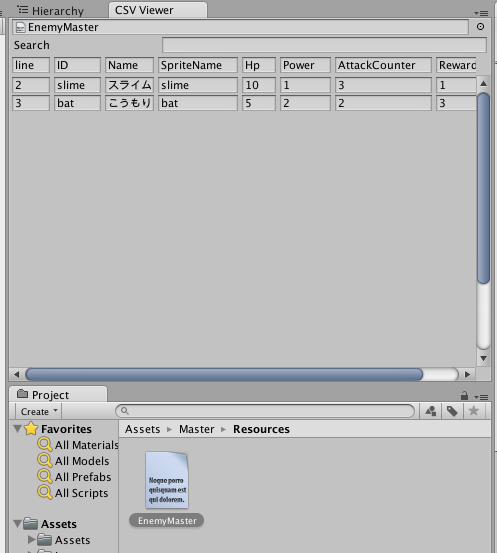 Hierarchy CSV Viewer
EnemyMaster
Search
line ID Name SpriteName Hp Power AttackCounter Reward
2 slime スライム slime 10 1 3 1
3 bat こうもり bat 5 2 2 3
Project
Create
Favorites
All Materials
All Models
All Prefabs
All Scripts
Assets
Assets
Assets Master Resources
Neque porro
quisquam est
qui dolorem.
EnemyMaster